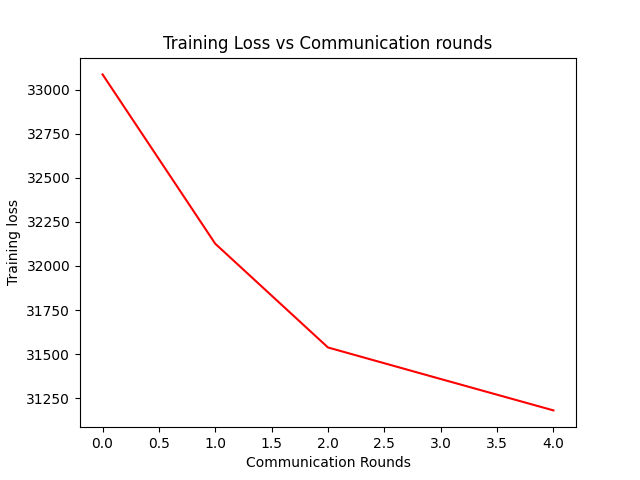 Training Loss vs Communication rounds
33000
32750
32500
32250
32000
31750
31500
31250
Training loss
0.0 0.5 1.0 1.5 2.0 2.5 3.0 3.5 4.0
Communication Rounds